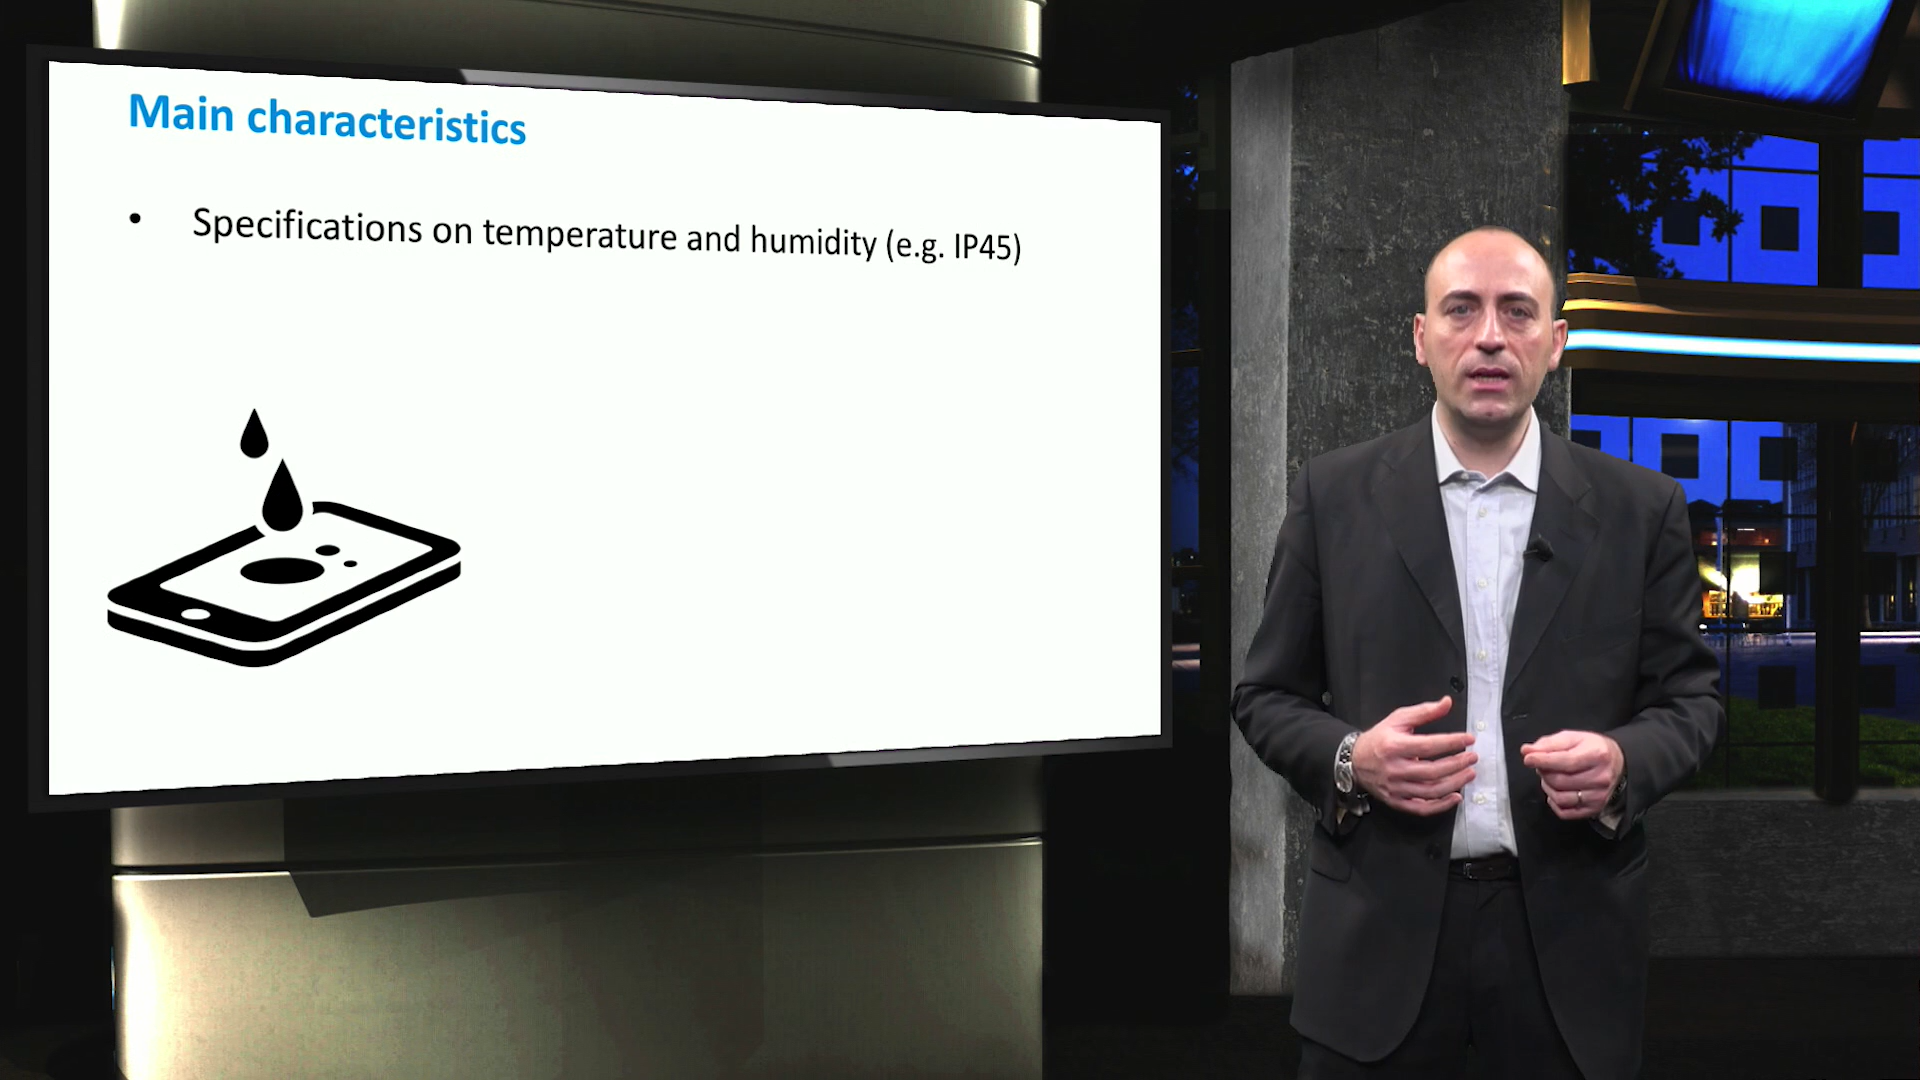 Main characteristics
• Specifications on temperature and humidity (e.g. IP45)